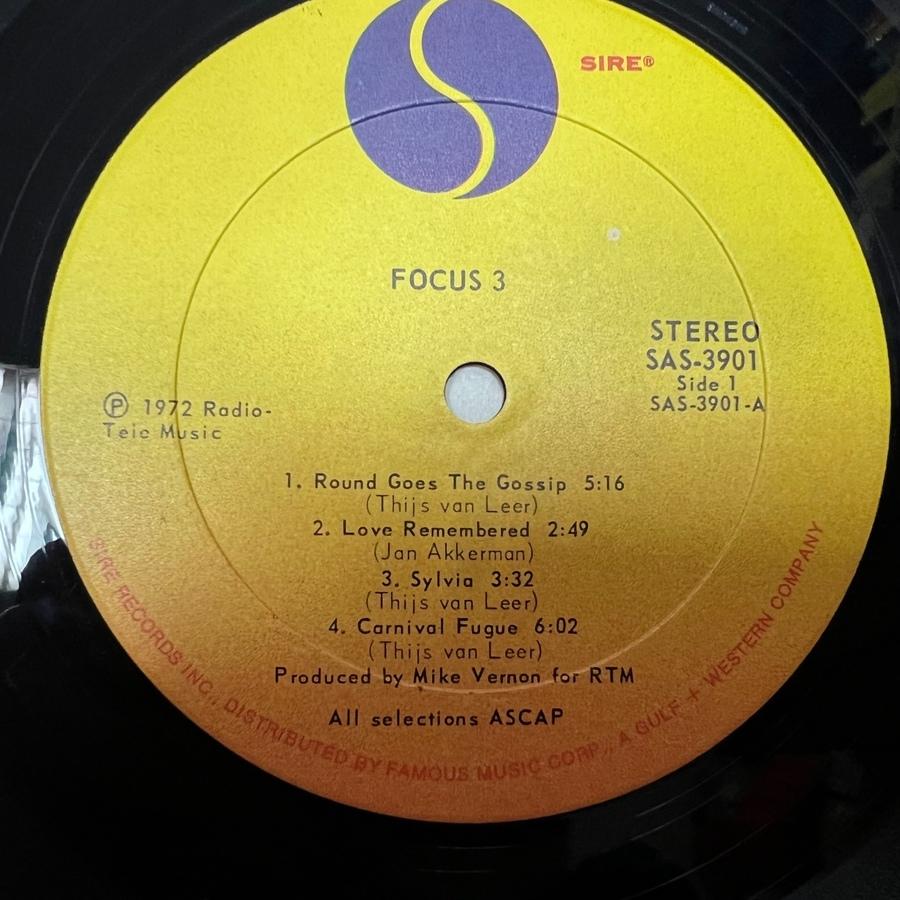 SIRE®
FOCUS 3
STEREO
SAS-3901
Side 1
SAS-3901-A
Ⓟ 1972 Radio-
Teie Music
1. Round Goes The Gossip 5:16
(Thijs van Leer)
2. Love Remembered 2:49
(Jan Akkerman)
3. Sylvia 3:32
(Thijs van Leer)
4. Carnival Fugue 6:02
(Thijs van Leer)
Produced by Mike Vernon for RTM
All selections ASCAP
SIRE RECORDS INC., DISTRIBUTED BY FAMOUS MUSIC CORP., A GULF + WESTERN COMPANY